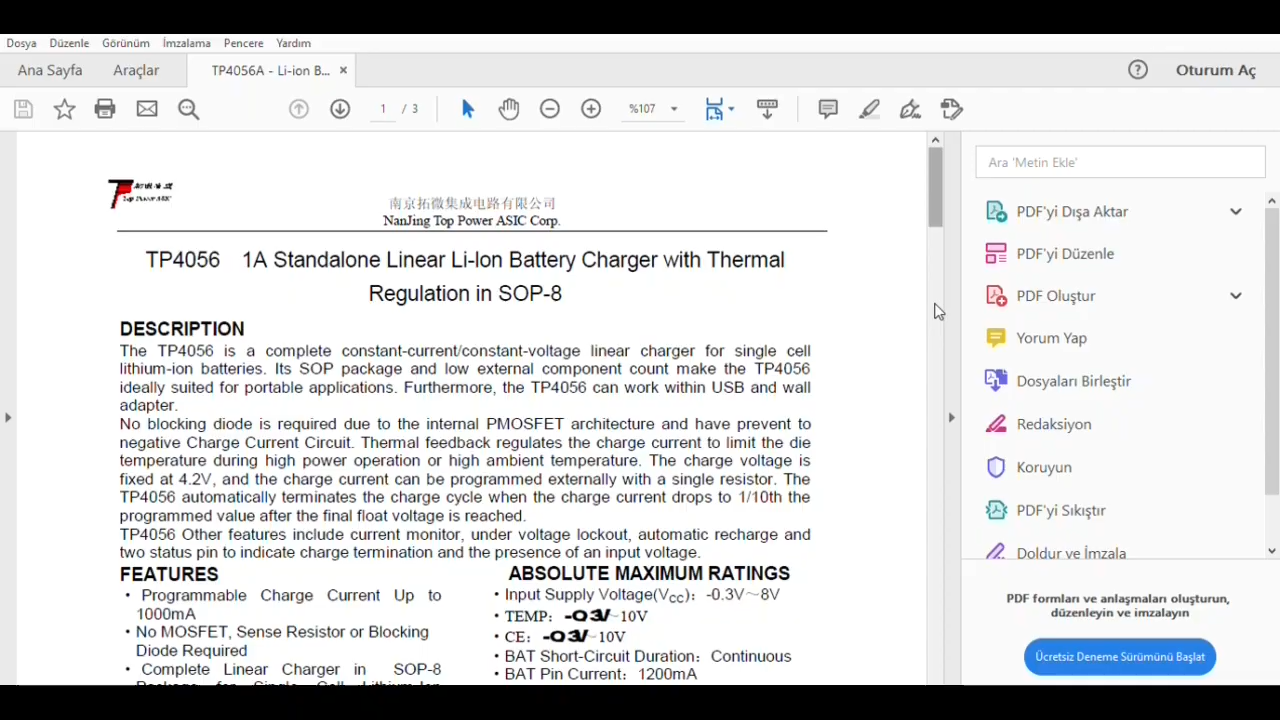 Dosya Düzenle Görünüm İmzalama Pencere Yardım
Ana Sayfa Araçlar TP4056A - Li-ion B... × Oturum Aç
1 / 3 %107
Top Power ASIC
南京拓微集成电路有限公司
NanJing Top Power ASIC Corp.
TP4056 1A Standalone Linear Li-lon Battery Charger with Thermal
Regulation in SOP-8
DESCRIPTION
The TP4056 is a complete constant-current/constant-voltage linear charger for single cell
lithium-ion batteries. Its SOP package and low external component count make the TP4056
ideally suited for portable applications. Furthermore, the TP4056 can work within USB and wall
adapter.
No blocking diode is required due to the internal PMOSFET architecture and have prevent to
negative Charge Current Circuit. Thermal feedback regulates the charge current to limit the die
temperature during high power operation or high ambient temperature. The charge voltage is
fixed at 4.2V, and the charge current can be programmed externally with a single resistor. The
TP4056 automatically terminates the charge cycle when the charge current drops to 1/10th the
programmed value after the final float voltage is reached.
TP4056 Other features include current monitor, under voltage lockout, automatic recharge and
two status pin to indicate charge termination and the presence of an input voltage.
FEATURES
• Programmable Charge Current Up to
1000mA
• No MOSFET, Sense Resistor or Blocking
Diode Required
• Complete Linear Charger in SOP-8
Package for Single Cell Lithium-Ion
ABSOLUTE MAXIMUM RATINGS
• Input Supply Voltage(VCC)：-0.3V～8V
• TEMP：-0.3V~10V
• CE：-0.3V~10V
• BAT Short-Circuit Duration：Continuous
• BAT Pin Current：1200mA
Ara 'Metin Ekle'
PDF'yi Dışa Aktar
PDF'yi Düzenle
PDF Oluştur
Yorum Yap
Dosyaları Birleştir
Redaksiyon
Koruyun
PDF'yi Sıkıştır
Doldur ve İmzala
PDF formları ve anlaşmaları oluşturun,
düzenleyin ve imzalayın
Ücretsiz Deneme Sürümünü Başlat